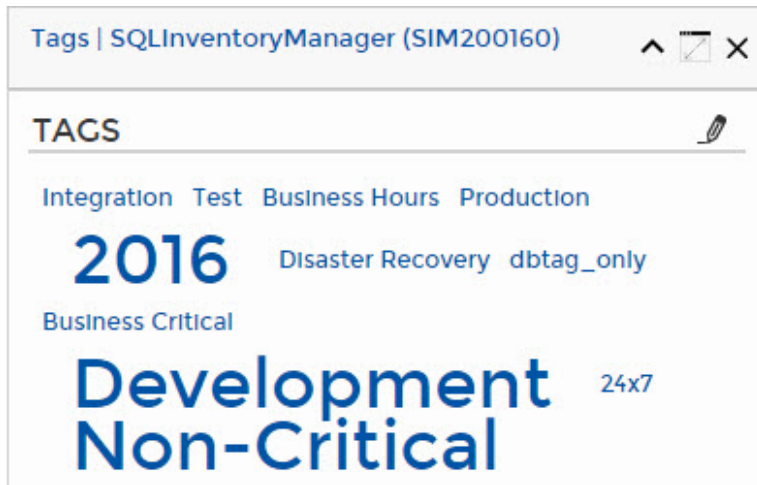 Tags | SQLInventoryManager (SIM200160)
TAGS
Integration Test Business Hours Production
2016 Disaster Recovery dbtag_only
Business Critical
Development 24x7
Non-Critical